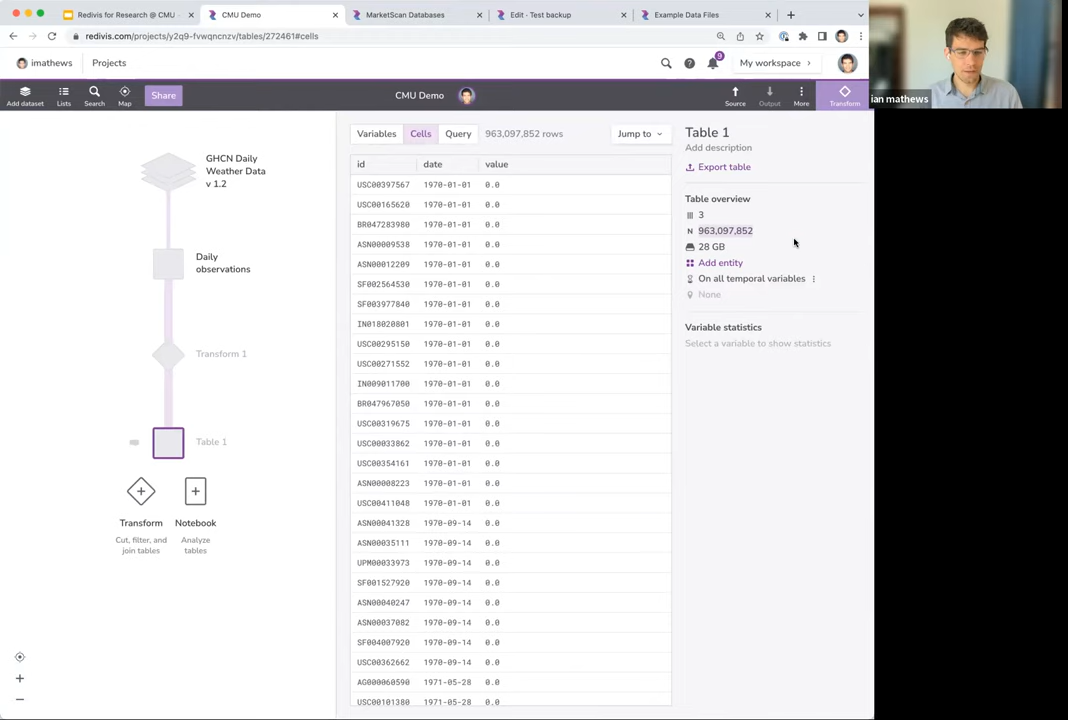 Redivis for Research @ CMU
CMU Demo
MarketScan Databases
Edit - Test backup
Example Data Files
redivis.com/projects/y2q9-fvwqncnzv/tables/272461#cells
imathews
Projects
9
My workspace
Add dataset
Lists
Search
Map
Share
CMU Demo
Source
Output
More
Transform
ian mathews
GHCN Daily
Weather Data
v 1.2
Daily
observations
Transform 1
Table 1
Transform
Notebook
Cut, filter, and
join tables
Analyze
tables
Variables
Cells
Query
963,097,852 rows
Jump to
id date value
USC00397567 1970-01-01 0.0
USC00165620 1970-01-01 0.0
BR047283980 1970-01-01 0.0
ASN00009538 1970-01-01 0.0
ASN00012209 1970-01-01 0.0
SF002564530 1970-01-01 0.0
SF003977840 1970-01-01 0.0
IN018020801 1970-01-01 0.0
USC00295150 1970-01-01 0.0
USC00271552 1970-01-01 0.0
IN009011700 1970-01-01 0.0
BR047967050 1970-01-01 0.0
USC00319675 1970-01-01 0.0
USC00033862 1970-01-01 0.0
USC00354161 1970-01-01 0.0
ASN00008223 1970-01-01 0.0
USC00411048 1970-01-01 0.0
ASN00041328 1970-09-14 0.0
ASN00035111 1970-09-14 0.0
UPM00033973 1970-09-14 0.0
SF001527920 1970-09-14 0.0
ASN00040247 1970-09-14 0.0
ASN00037082 1970-09-14 0.0
SF004007920 1970-09-14 0.0
USC00362662 1970-09-14 0.0
AG000060590 1971-05-28 0.0
USC00101380 1971-05-28 0.0
Table 1
Add description
Export table
Table overview
3
N 963,097,852
28 GB
Add entity
On all temporal variables
None
Variable statistics
Select a variable to show statistics